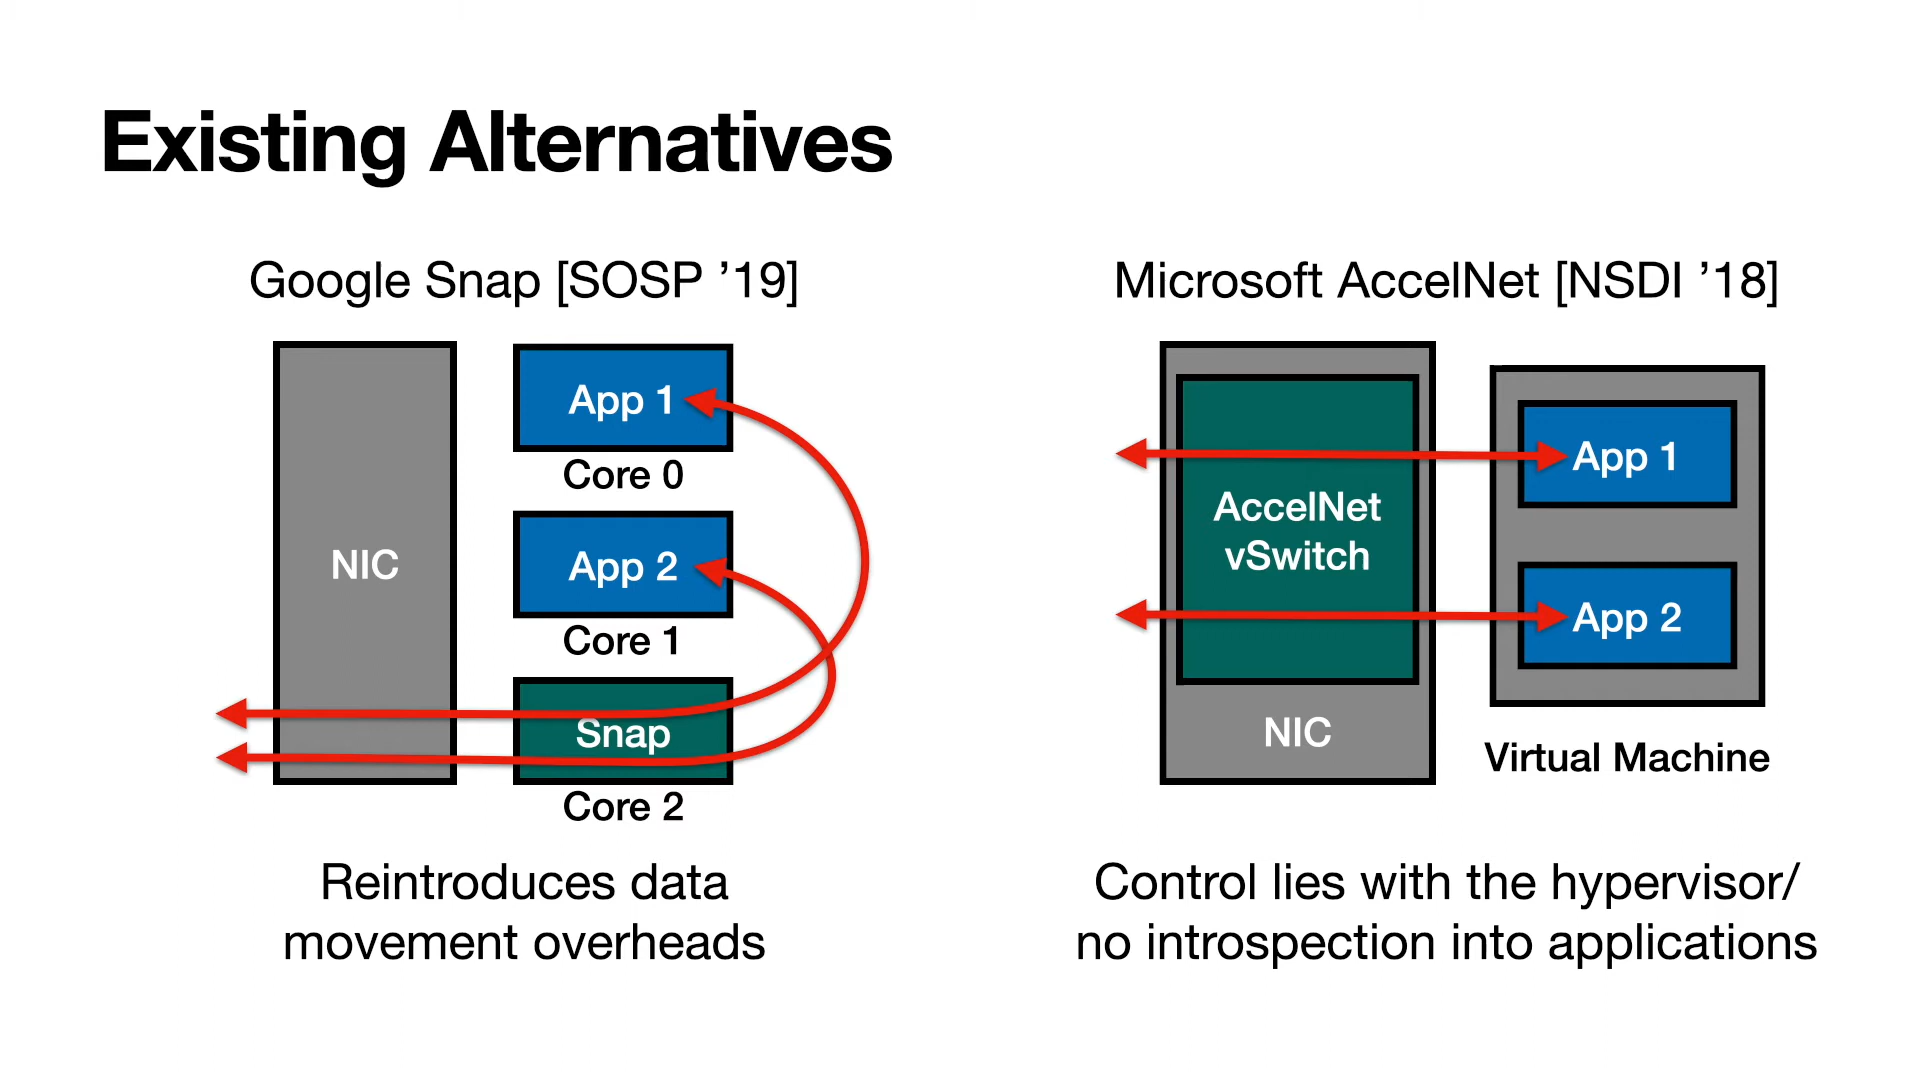 Existing Alternatives
Google Snap [SOSP ’19]
NIC
App 1
Core 0
App 2
Core 1
Snap
Core 2
Reintroduces data
movement overheads
Microsoft AccelNet [NSDI ’18]
AccelNet
vSwitch
NIC
App 1
App 2
Virtual Machine
Control lies with the hypervisor/
no introspection into applications